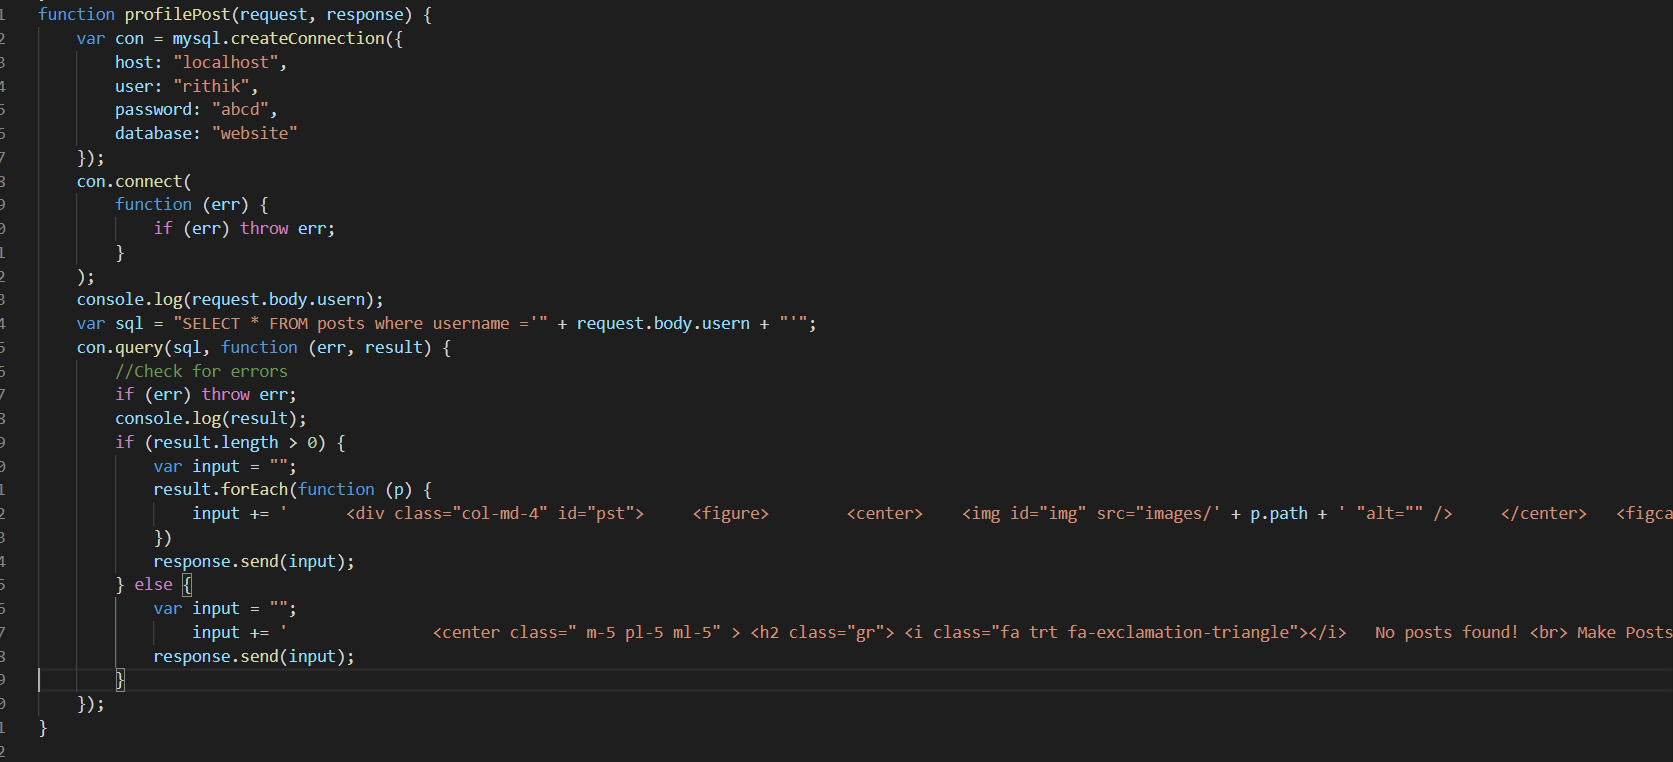 1 function profilePost(request, response) {
2 var con = mysql.createConnection({
3 host: "localhost",
4 user: "rithik",
5 password: "abcd",
6 database: "website"
7 });
8 con.connect(
9 function (err) {
0 if (err) throw err;
1 }
2 );
3 console.log(request.body.usern);
4 var sql = "SELECT * FROM posts where username ='" + request.body.usern + "'";
5 con.query(sql, function (err, result) {
6 //Check for errors
7 if (err) throw err;
8 console.log(result);
9 if (result.length > 0) {
0 var input = "";
1 result.forEach(function (p) {
2 input += '      <div class="col-md-4" id="pst">     <figure>        <center>    <img id="img" src="images/' + p.path + ' "alt="" />     </center>   <figca
3 })
4 response.send(input);
5 } else {
6 var input = "";
7 input += '               <center class=" m-5 pl-5 ml-5" > <h2 class="gr"> <i class="fa trt fa-exclamation-triangle"></i>   No posts found! <br> Make Posts
8 response.send(input);
9 }
0 });
1 }
2